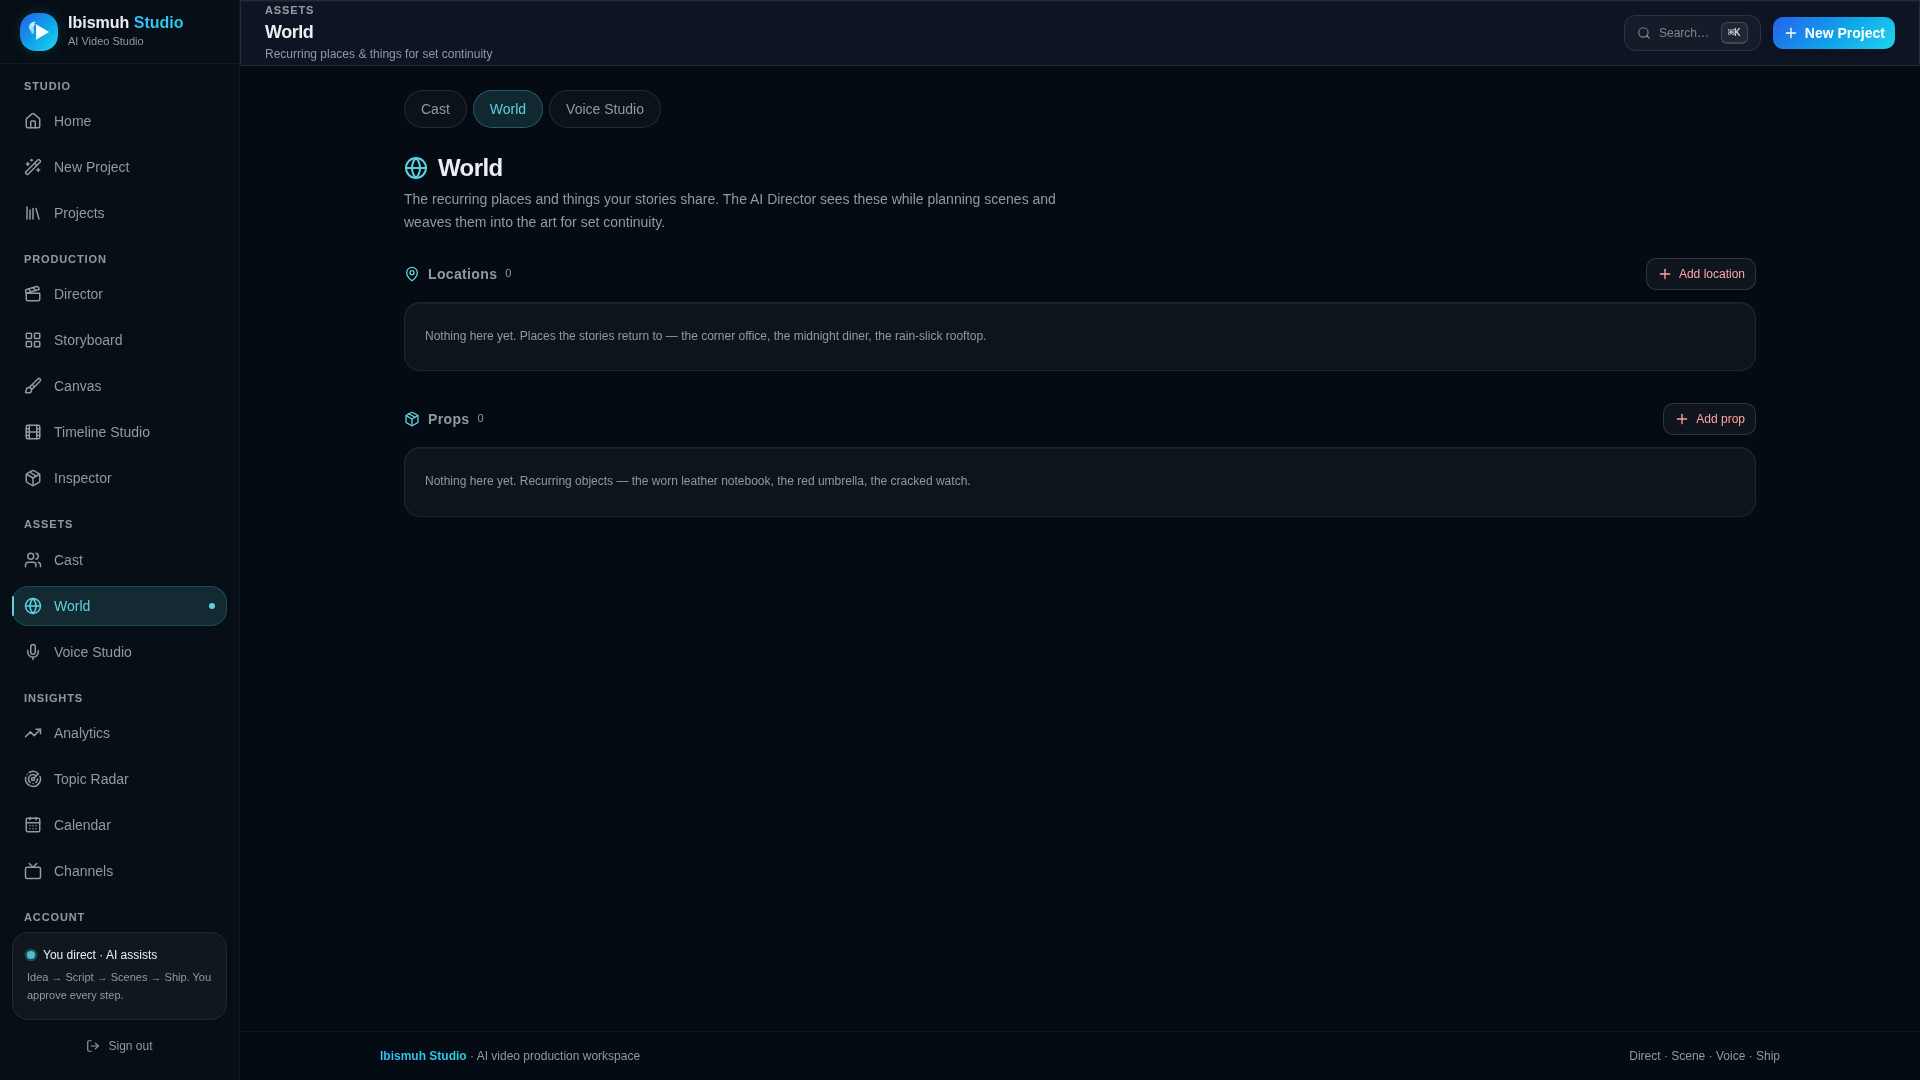 Ibismuh Studio
AI Video Studio
STUDIO
Home
New Project
Projects
PRODUCTION
Director
Storyboard
Canvas
Timeline Studio
Inspector
ASSETS
Cast
World
Voice Studio
INSIGHTS
Analytics
Topic Radar
Calendar
Channels
ACCOUNT
You direct · AI assists
Idea → Script → Scenes → Ship. You
approve every step.
Sign out
ASSETS
World
Recurring places & things for set continuity
Search… ⌘K
New Project
Cast
World
Voice Studio
World
The recurring places and things your stories share. The AI Director sees these while planning scenes and
weaves them into the art for set continuity.
Locations 0
Add location
Nothing here yet. Places the stories return to — the corner office, the midnight diner, the rain-slick rooftop.
Props 0
Add prop
Nothing here yet. Recurring objects — the worn leather notebook, the red umbrella, the cracked watch.
Ibismuh Studio · AI video production workspace
Direct · Scene · Voice · Ship